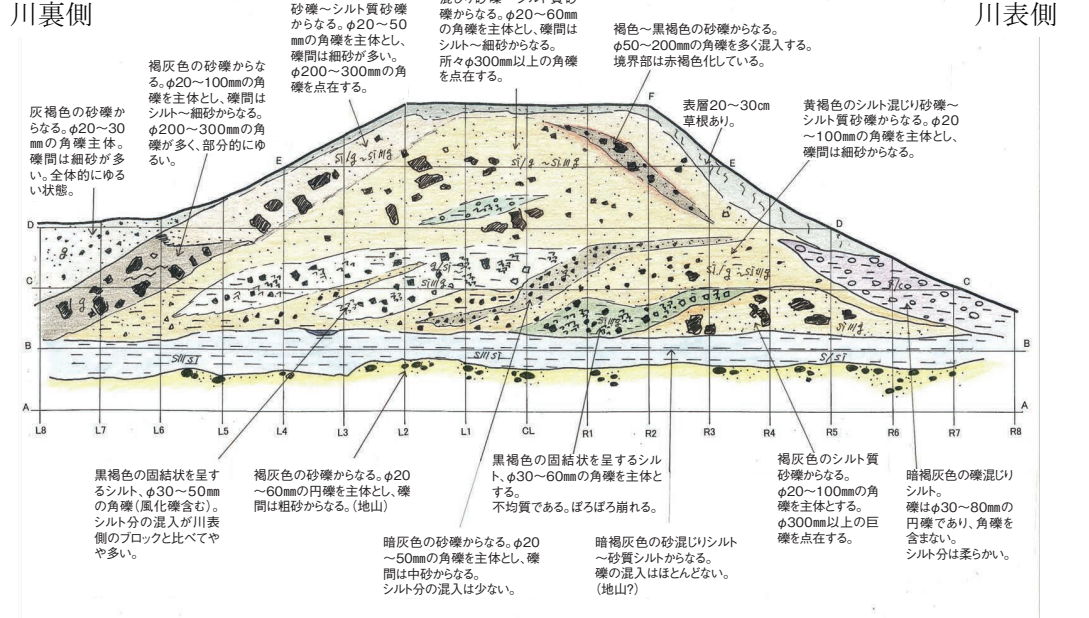 川裏側
川表側
砂礫～シルト質砂礫
からなる。φ20～50
mmの角礫を主体とし、
礫間は細砂が多い。
φ200～300mmの角
礫を点在する。
混じり砂礫～シルト質砂
礫からなる。φ20～60mm
の角礫を主体とし、礫間は
シルト～細砂からなる。
所々φ300mm以上の角礫
を点在する。
褐色～黒褐色の砂礫からなる。
φ50～200mmの角礫を多く混入する。
境界部は赤褐色化している。
褐灰色の砂礫からな
る。φ20～100mmの角
礫を主体とし、礫間は
シルト～細砂からなる。
φ200～300mmの角
礫が多く、部分的にゆ
るい。
灰褐色の砂礫か
らなる。φ20～30
mmの角礫主体。
礫間は細砂が多
い。全体的にゆる
い状態。
表層20～30cm
草根あり。
黄褐色のシルト混じり砂礫～
シルト質砂礫からなる。φ20
～100mmの角礫を主体とし、
礫間は細砂からなる。
F
E
E
D
D
C
C
B
B
A
A
si/g～si///g
si/g～si///g
g
g
g/si
si///g
si/g～si///g
si///g
s///si
s///si
s/si
L8 L7 L6 L5 L4 L3 L2 L1 CL R1 R2 R3 R4 R5 R6 R7 R8
黒褐色の固結状を呈す
るシルト、φ30～50mm
の角礫（風化礫含む）。
シルト分の混入が川表
側のブロックと比べてや
や多い。
褐灰色の砂礫からなる。φ20
～60mmの円礫を主体とし、礫
間は粗砂からなる。（地山）
黒褐色の固結状を呈するシル
ト、φ30～60mmの角礫を主体と
する。
不均質である。ぼろぼろ崩れる。
褐灰色のシルト質
砂礫からなる。
φ20～100mmの角
礫を主体とする。
φ300mm以上の巨
礫を点在する。
暗褐灰色の礫混じり
シルト。
礫はφ30～80mmの
円礫であり、角礫を
含まない。
シルト分は柔らかい。
暗灰色の砂礫からなる。φ20
～50mmの角礫を主体とし、礫
間は中砂からなる。
シルト分の混入は少ない。
暗褐灰色の砂混じりシルト
～砂質シルトからなる。
礫の混入はほとんどない。
（地山?）